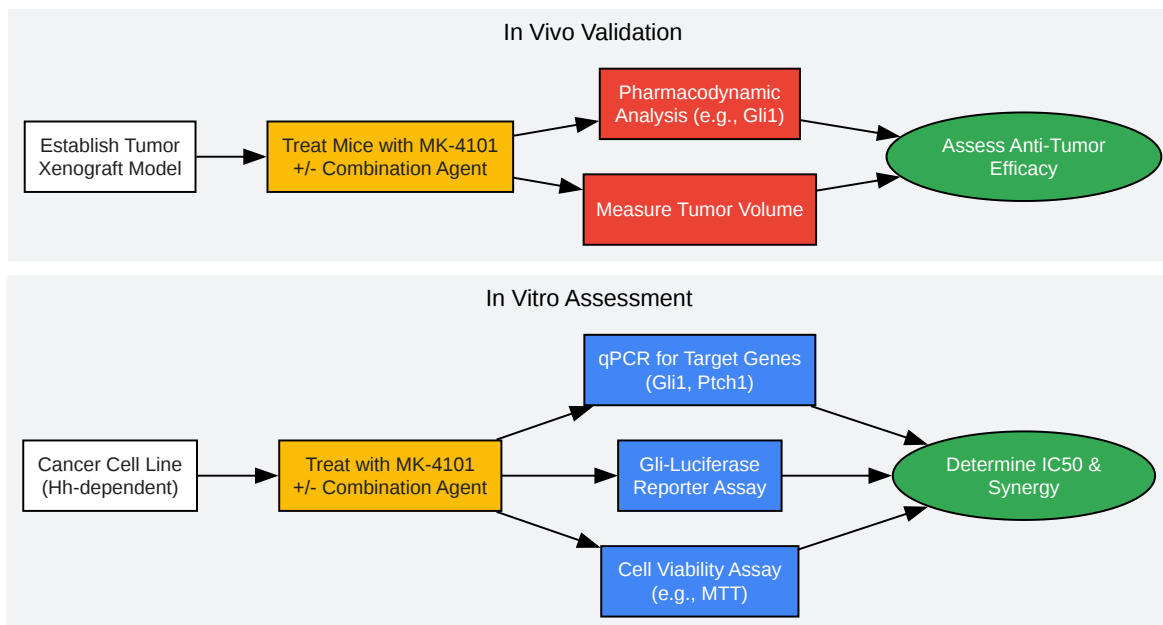 In Vivo Validation
Establish Tumor
Xenograft Model
Treat Mice with MK-4101
+/- Combination Agent
Pharmacodynamic
Analysis (e.g., Gli1)
Measure Tumor Volume
Assess Anti-Tumor
Efficacy
In Vitro Assessment
Cancer Cell Line
(Hh-dependent)
Treat with MK-4101
+/- Combination Agent
qPCR for Target Genes
(Gli1, Ptch1)
Gli-Luciferase
Reporter Assay
Cell Viability Assay
(e.g., MTT)
Determine IC50 &
Synergy